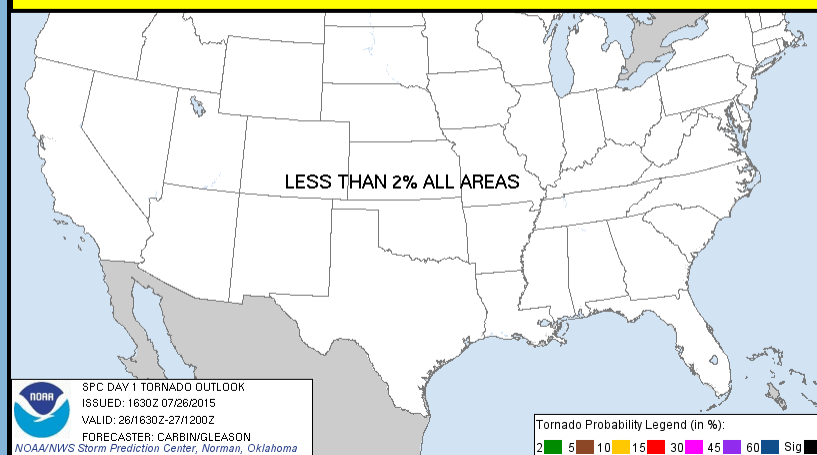 LESS THAN 2% ALL AREAS
NOAA
SPC DAY 1 TORNADO OUTLOOK
ISSUED: 1630Z 07/26/2015
VALID: 26/1630Z-27/1200Z
FORECASTER: CARBIN/GLEASON
NOAA/NWS Storm Prediction Center, Norman, Oklahoma
Tornado Probability Legend (in %):
2 5 10 15 30 45 60 Sig